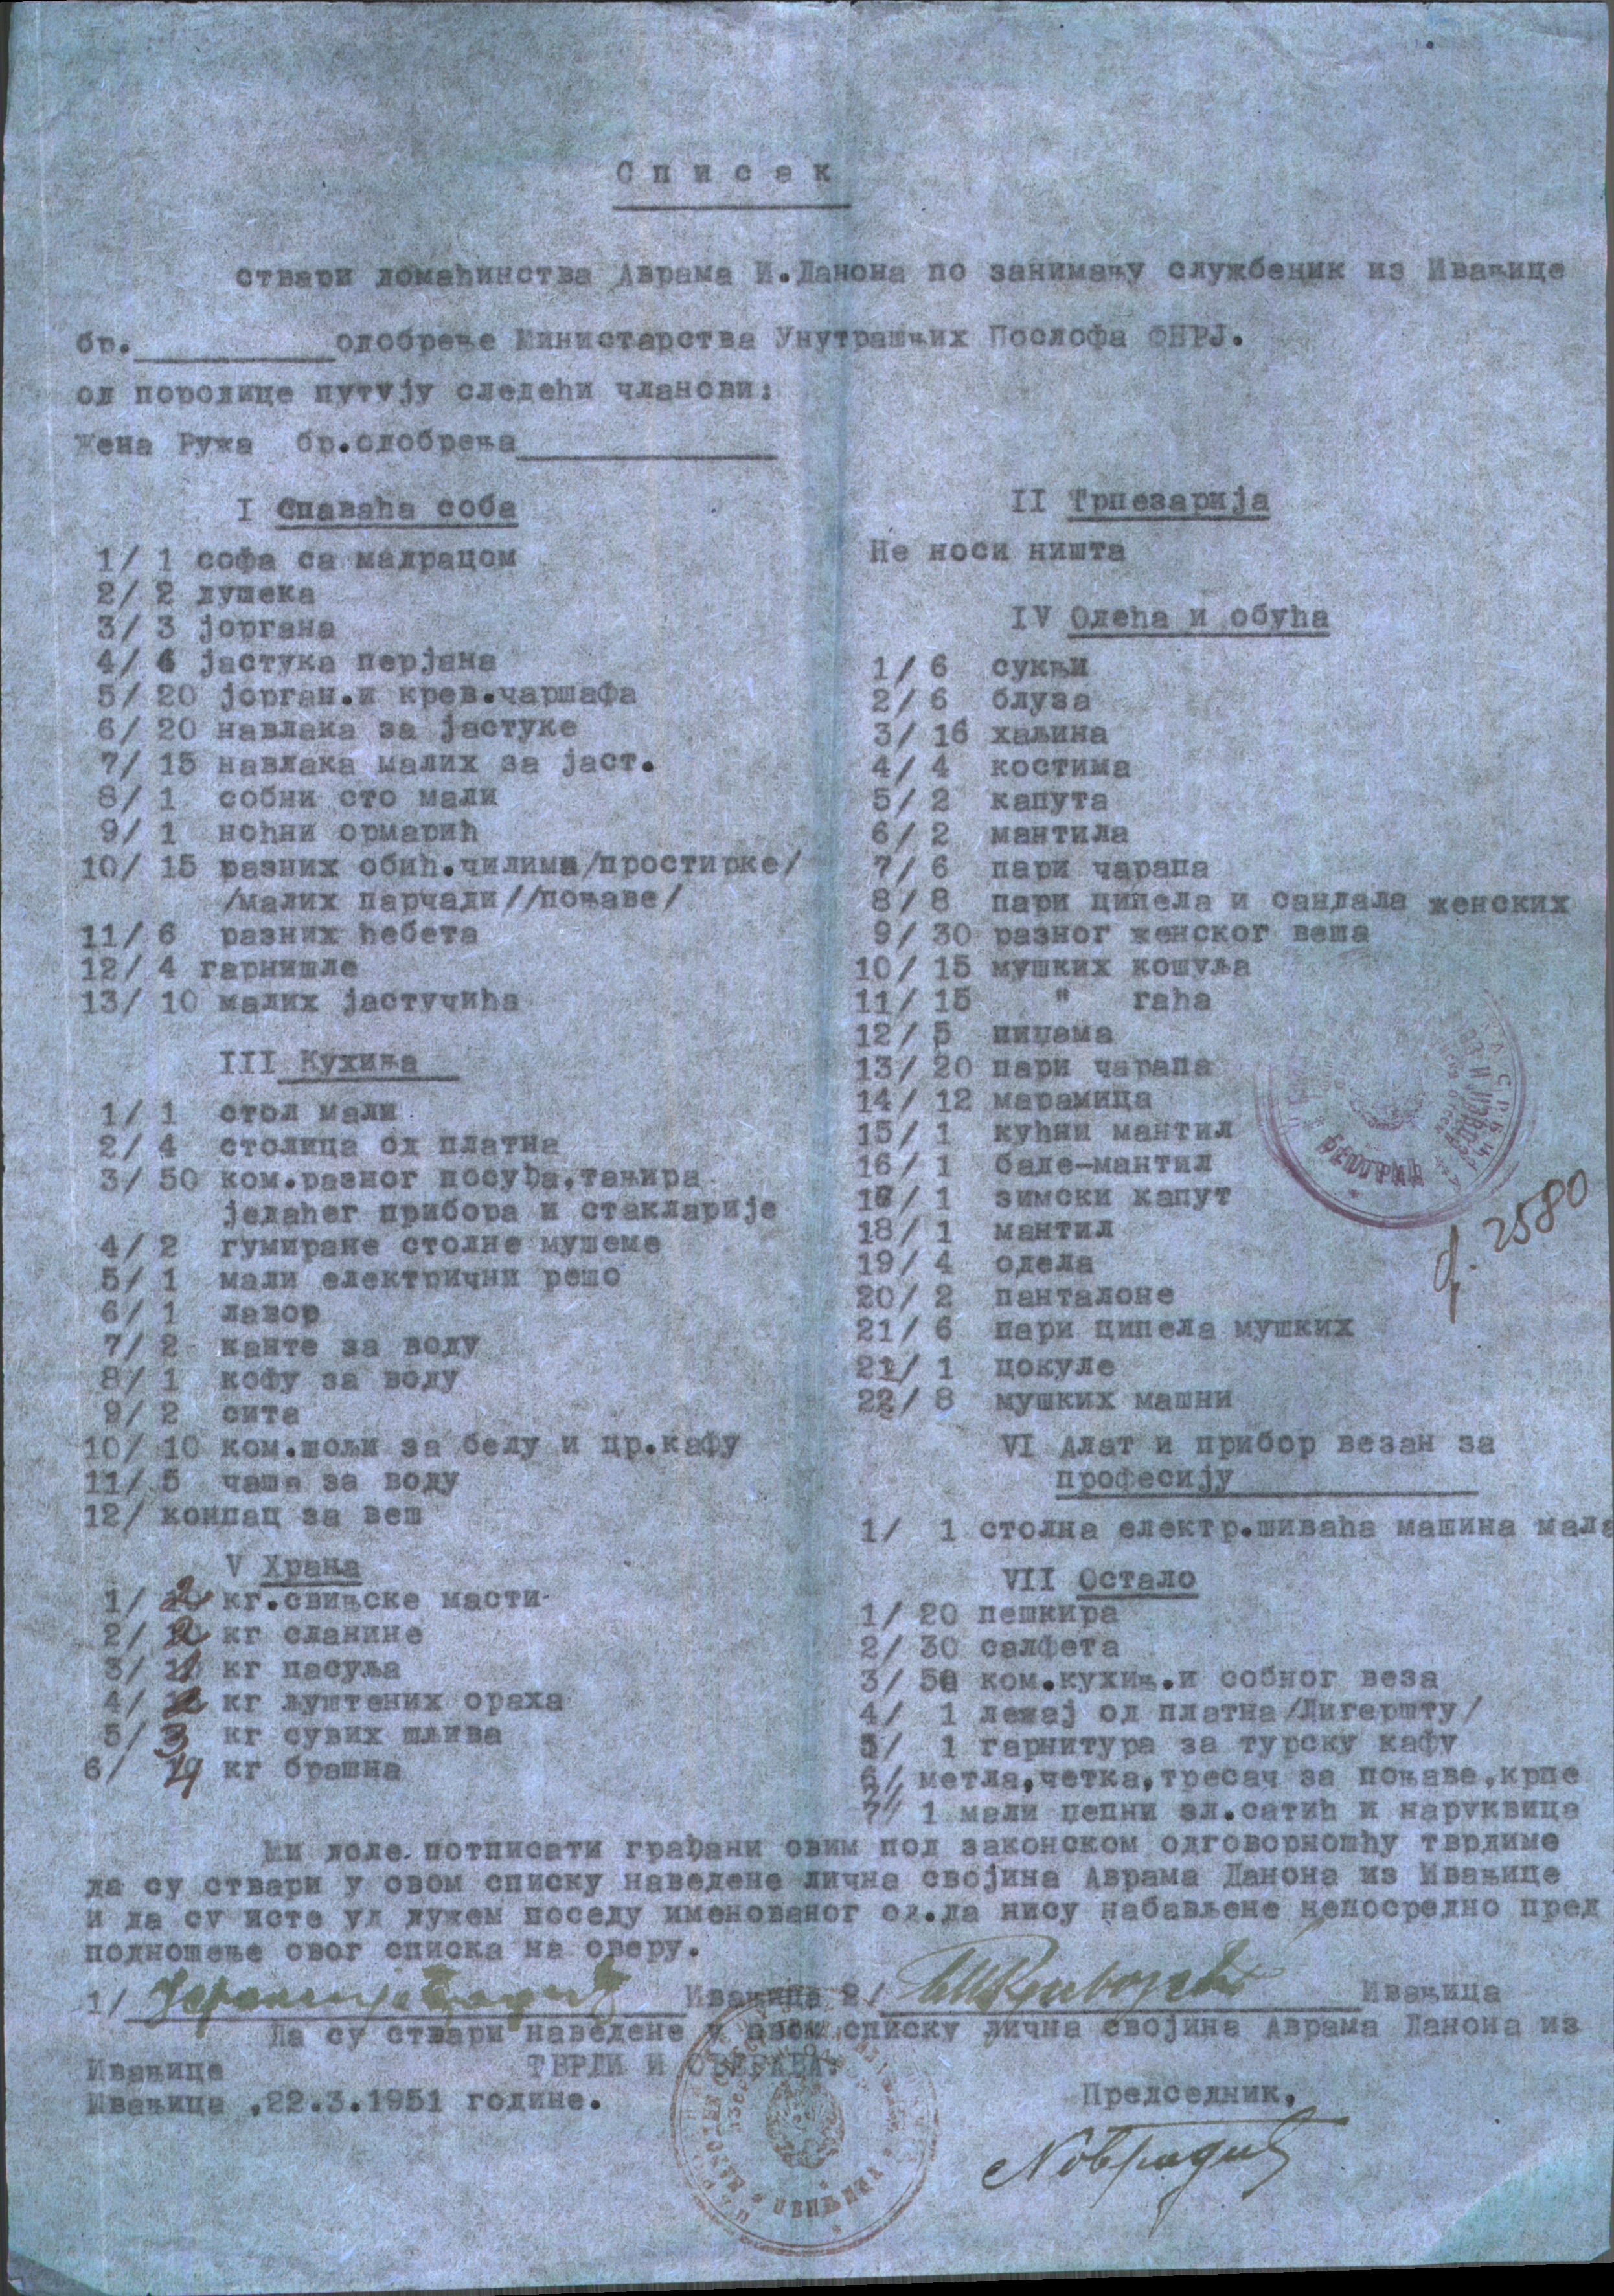 Списак
ствари домаћинства Аврама И.Данона по занимању службеник из Ивањице
бр.__________одобрење Министарства Унутрашњих Послофа ФНРЈ.
од породице путују следећи чланови:
Жена Ружа бр.одобрења_____________
I Спаваћа соба
1/ 1 софа са мадрацом
2/ 2 душека
3/ 3 јоргана
4/ 6 јастука перјана
5/ 20 јорган.и крев.чаршафа
6/ 20 навлака за јастуке
7/ 15 навлака малих за јаст.
8/ 1 собни сто мали
9/ 1 ноћни ормарић
10/ 15 разних обић.чилима/простирке/
/малих парчади//поњаве/
11/ 6 разних ћебета
12/ 4 гарнишле
13/ 10 малих јастучића
III Кухиња
1/ 1 стол мали
2/ 4 столица од платна
3/ 50 ком.разног посуђа,тањира
једаћег прибора и стакларије
4/ 2 гумиране столне мушеме
5/ 1 мали електрични решо
6/ 1 лавор
7/ 2 канте за воду
8/ 1 кофу за воду
9/ 2 сита
10/ 10 ком.шољи за белу и цр.кафу
11/ 5 чаша за воду
12/ конпац за веш
V Храна
1/ 2 кг.свињске масти
2/ 2 кг сланине
3/ 1 кг пасуља
4/ 2 кг љуштених ораха
5/ 3 кг сувих шљива
6/ 4 кг брашна
II Трпезарија
Не носи ништа
IV Одећа и обућа
1/ 6 сукњи
2/ 6 блуза
3/ 16 хаљина
4/ 4 костима
5/ 2 капута
6/ 2 мантила
7/ 6 пари чарапа
8/ 8 пари ципела и сандала женских
9/ 30 разног женског веша
10/ 15 мушких кошуља
11/ 15 " гаћа
12/ 5 пиџама
13/ 20 пари чарапа
14/ 12 марамица
15/ 1 кућни мантил
16/ 1 баде-мантил
17/ 1 зимски капут
18/ 1 мантил
19/ 4 одела
20/ 2 панталоне
21/ 6 пари ципела мушких
21/ 1 цокуле
22/ 8 мушких машни
2580
VI Алат и прибор везан за
професију
1/ 1 столна електр.шиваћа машина мала
VII Остало
1/ 20 пешкира
2/ 30 салфета
3/ 50 ком.кухињ.и собног веза
4/ 1 лежај од платна/Лигершту/
5/ 1 гарнитура за турску кафу
6/ метла,четка,тресач за поњаве,крпе
7/ 1 мали џепни зл.сатић и наруквица
Ми доле потписати грађани овим под законском одговорношћу тврдиме
да су ствари у овом списку наведене лична својина Аврама Данона из Ивањице
и да су исте уд дужем поседу именованог од.да нису набављене непосредно пред
подношење овог списка на оверу.
1/ Ивањица 2/ Ивањица
Да су ствари наведене у овом списку лична својина Аврама Данона из
Ивањице ТВРДИ И ОВЕРАВА:
Ивањица ,22.3.1951 године.
Председник,